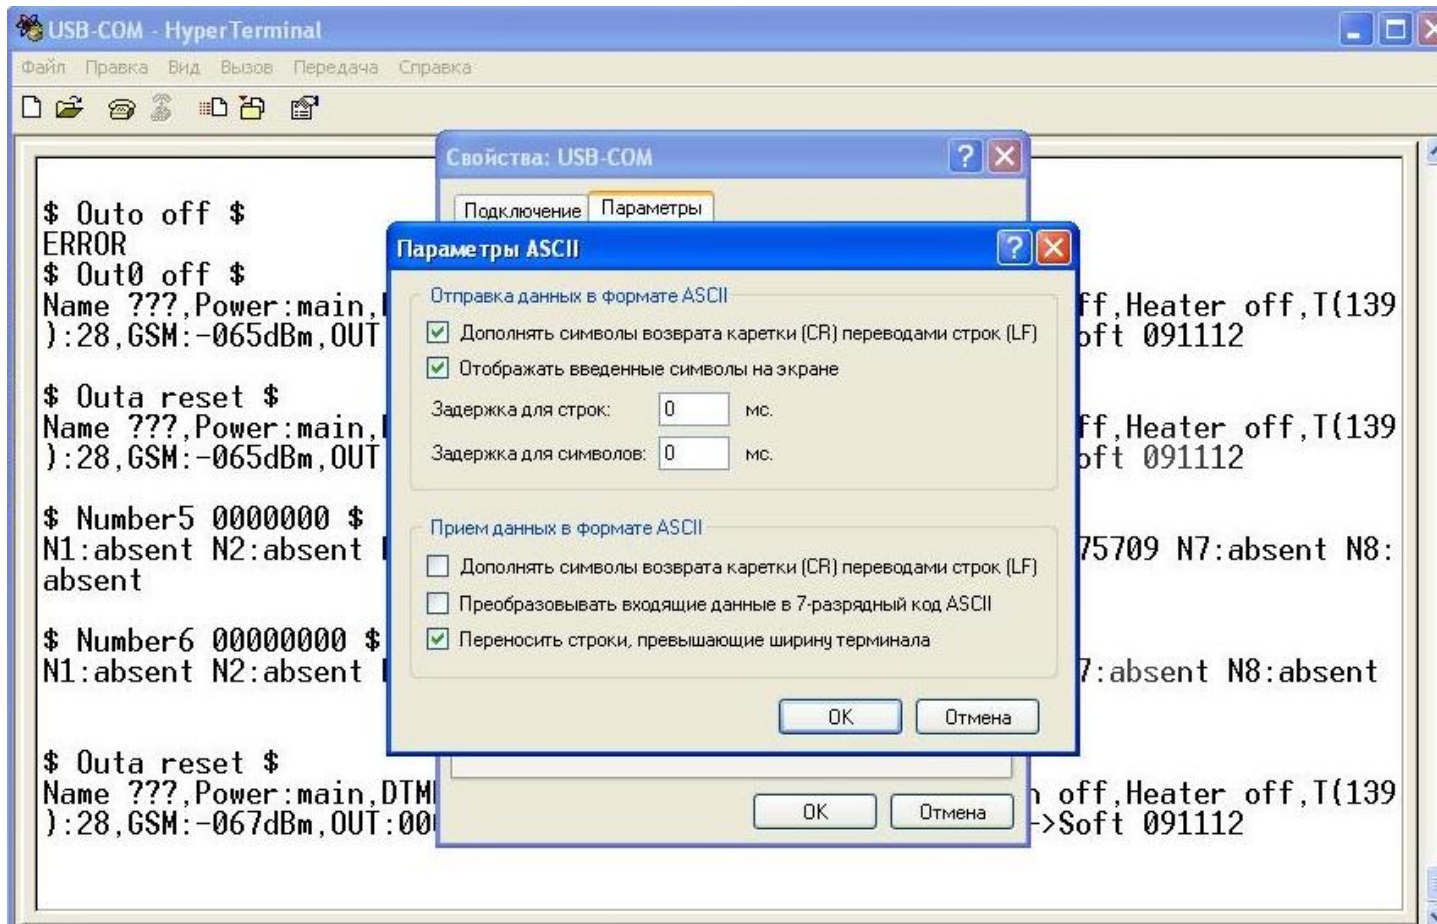 USB-COM - HyperTerminal
Файл Правка Вид Вызов Передача Справка
Свойства: USB-COM
Подключение Параметры
$ Outo off $
ERROR
$ Out0 off $
Name ???,Power:main, ff,Heater off,T(139
):28,GSM:-065dBm,OUT oft 091112
$ Outa reset $
Name ???,Power:main, ff,Heater off,T(139
):28,GSM:-065dBm,OUT oft 091112
$ Number5 0000000 $
N1:absent N2:absent 75709 N7:absent N8:
absent
$ Number6 00000000 $
N1:absent N2:absent 7:absent N8:absent
$ Outa reset $
Name ???,Power:main,DTM off,Heater off,T(139
):28,GSM:-067dBm,OUT:00 ->Soft 091112
Параметры ASCII
Отправка данных в формате ASCII
Дополнять символы возврата каретки (CR) переводами строк (LF)
Отображать введенные символы на экране
Задержка для строк: 0 мс.
Задержка для символов: 0 мс.
Прием данных в формате ASCII
Дополнять символы возврата каретки (CR) переводами строк (LF)
Преобразовывать входящие данные в 7-разрядный код ASCII
Переносить строки, превышающие ширину терминала
OK Отмена
OK Отмена